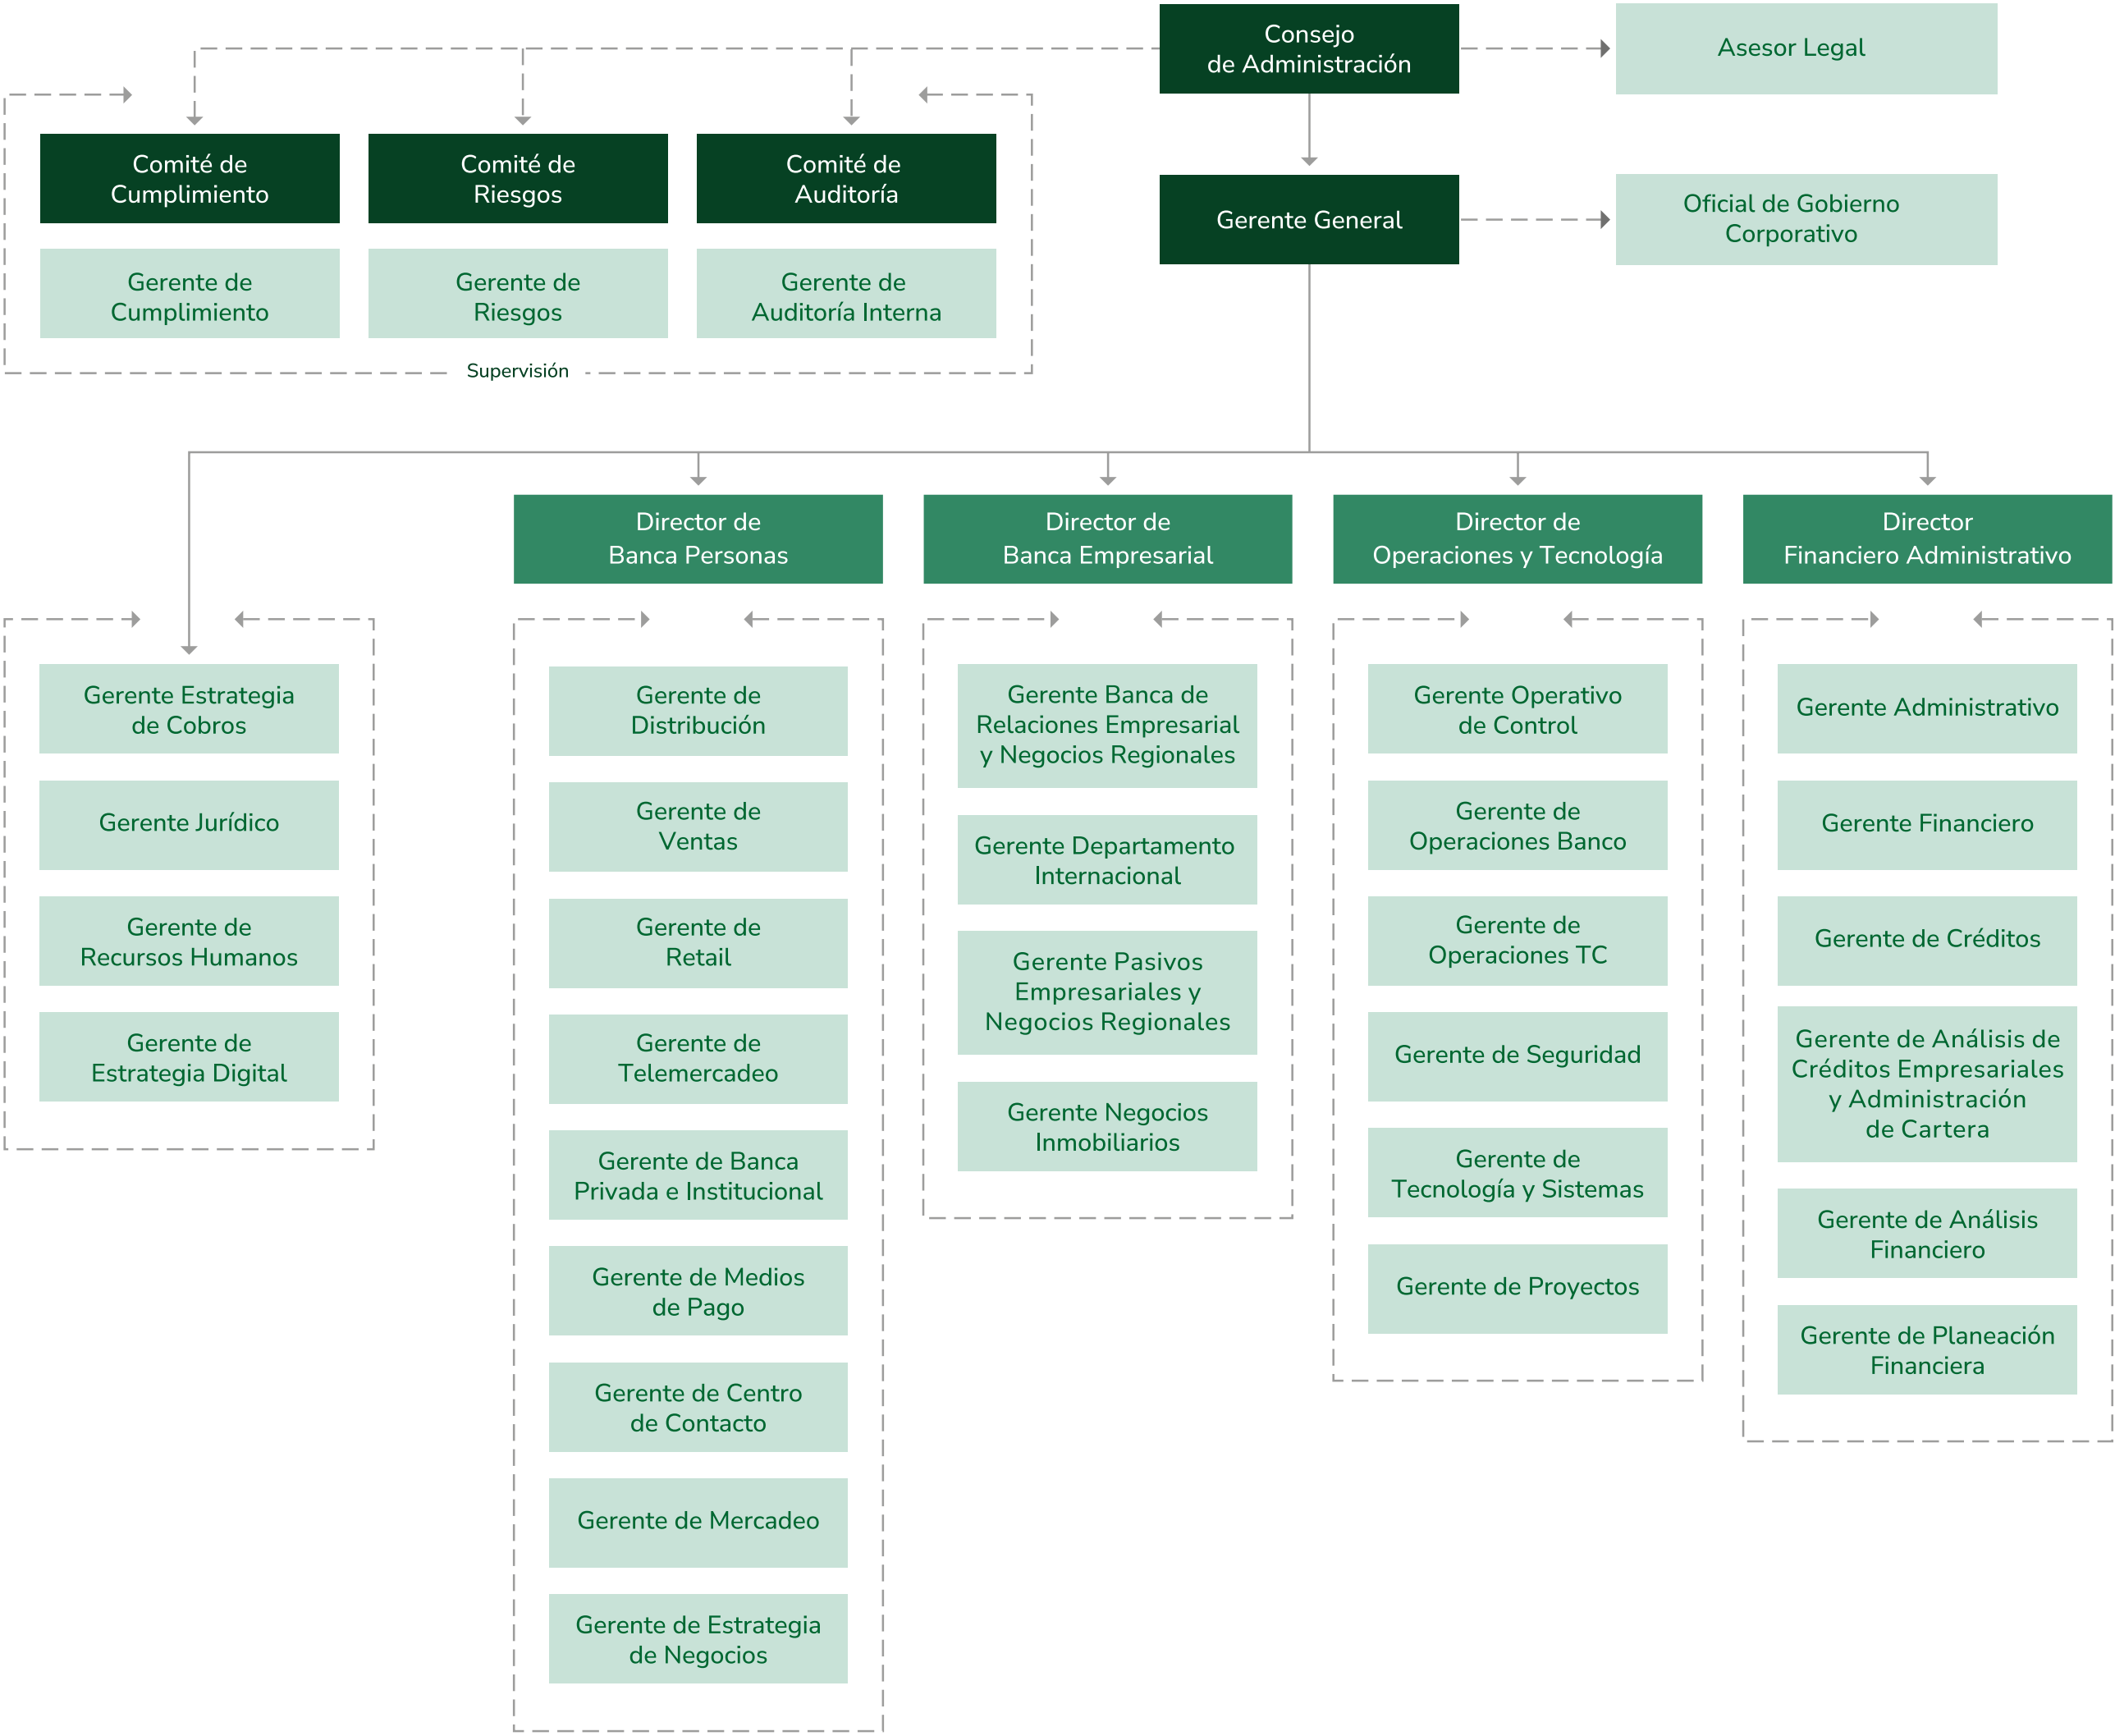 Consejo
de Administración
Asesor Legal
Comité de
Cumplimiento
Comité de
Riesgos
Comité de
Auditoría
Gerente General
Oficial de Gobierno
Corporativo
Gerente de
Cumplimiento
Gerente de
Riesgos
Gerente de
Auditoría Interna
Supervisión
Director de
Banca Personas
Director de
Banca Empresarial
Director de
Operaciones y Tecnología
Director
Financiero Administrativo
Gerente Estrategia
de Cobros
Gerente Jurídico
Gerente de
Recursos Humanos
Gerente de
Estrategia Digital
Gerente de
Distribución
Gerente de
Ventas
Gerente de
Retail
Gerente de
Telemercadeo
Gerente de Banca
Privada e Institucional
Gerente de Medios
de Pago
Gerente de Centro
de Contacto
Gerente de Mercadeo
Gerente de Estrategia
de Negocios
Gerente Banca de
Relaciones Empresarial
y Negocios Regionales
Gerente Departamento
Internacional
Gerente Pasivos
Empresariales y
Negocios Regionales
Gerente Negocios
Inmobiliarios
Gerente Operativo
de Control
Gerente de
Operaciones Banco
Gerente de
Operaciones TC
Gerente de Seguridad
Gerente de
Tecnología y Sistemas
Gerente de Proyectos
Gerente Administrativo
Gerente Financiero
Gerente de Créditos
Gerente de Análisis de
Créditos Empresariales
y Administración
de Cartera
Gerente de Análisis
Financiero
Gerente de Planeación
Financiera